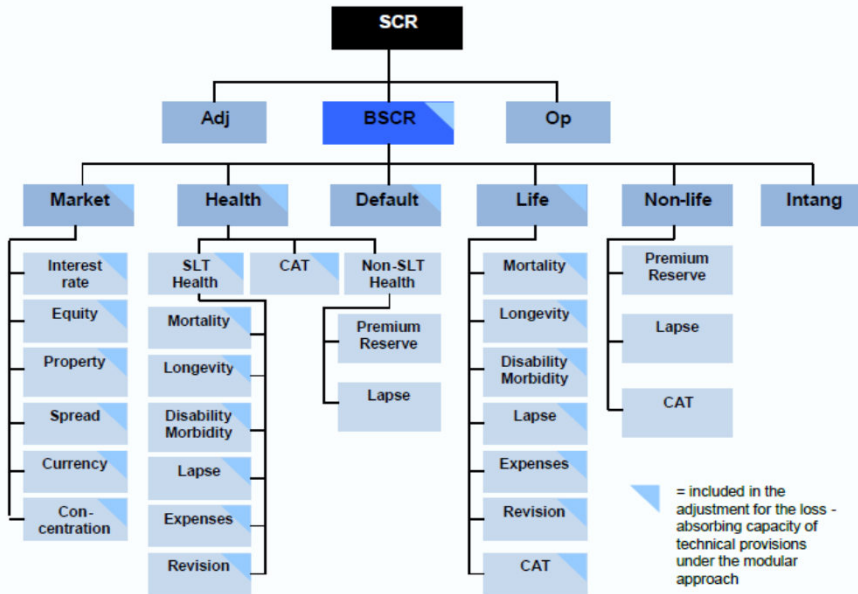 SCR
Adj
BSCR
Op
Market
Health
Default
Life
Non-life
Intang
Interest
rate
Equity
Property
Spread
Currency
Con-
centration
SLT
Health
CAT
Non-SLT
Health
Mortality
Longevity
Disability
Morbidity
Lapse
Expenses
Revision
Premium
Reserve
Lapse
Mortality
Longevity
Disability
Morbidity
Lapse
Expenses
Revision
CAT
Premium
Reserve
Lapse
CAT
= included in the
adjustment for the loss -
absorbing capacity of
technical provisions
under the modular
approach